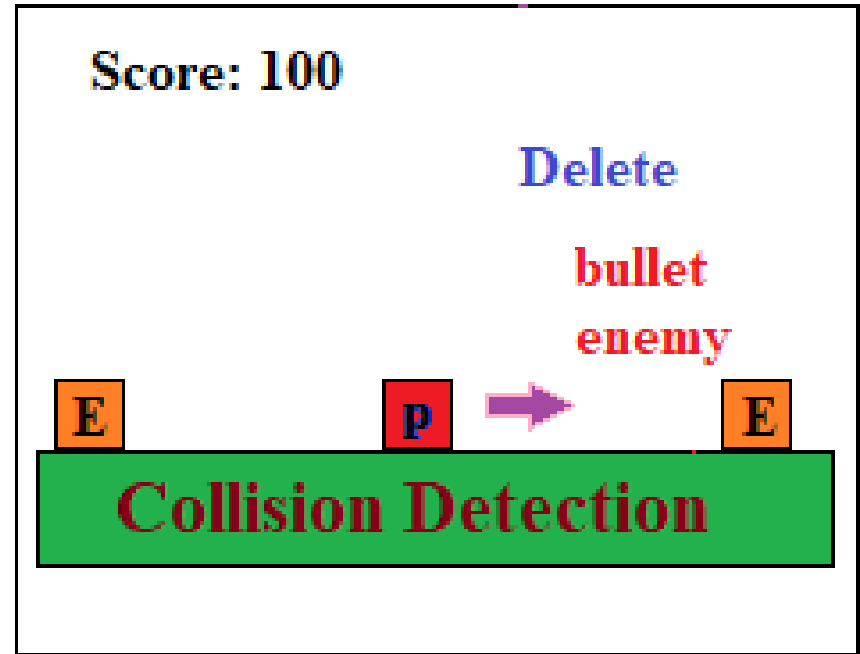 Score: 100
Delete
bullet
enemy
E p E
Collision Detection